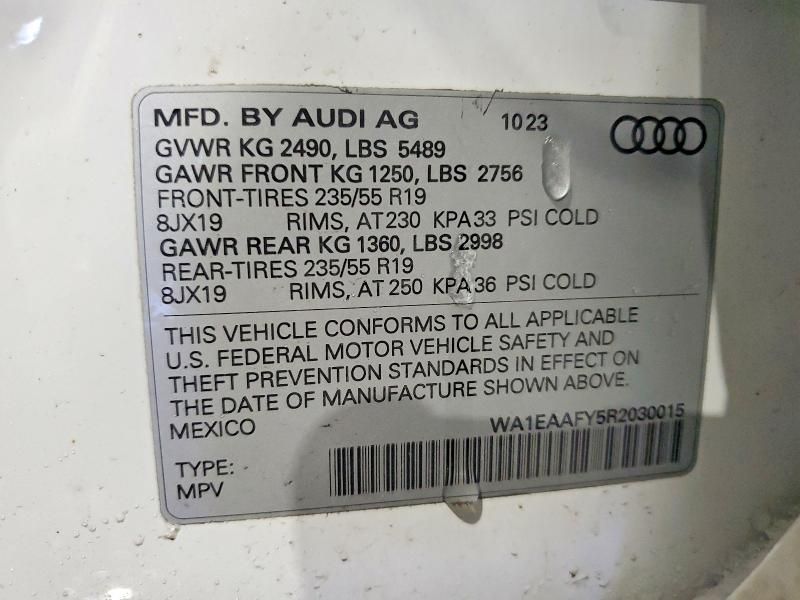 MFD. BY AUDI AG 1023
GVWR KG 2490, LBS 5489
GAWR FRONT KG 1250, LBS 2756
FRONT-TIRES 235/55 R19
8JX19 RIMS, AT 230 KPA 33 PSI COLD
GAWR REAR KG 1360, LBS 2998
REAR-TIRES 235/55 R19
8JX19 RIMS, AT 250 KPA 36 PSI COLD
THIS VEHICLE CONFORMS TO ALL APPLICABLE
U.S. FEDERAL MOTOR VEHICLE SAFETY AND
THEFT PREVENTION STANDARDS IN EFFECT ON
THE DATE OF MANUFACTURE SHOWN ABOVE.
MEXICO WA1EAAFY5R2030015
TYPE:
MPV